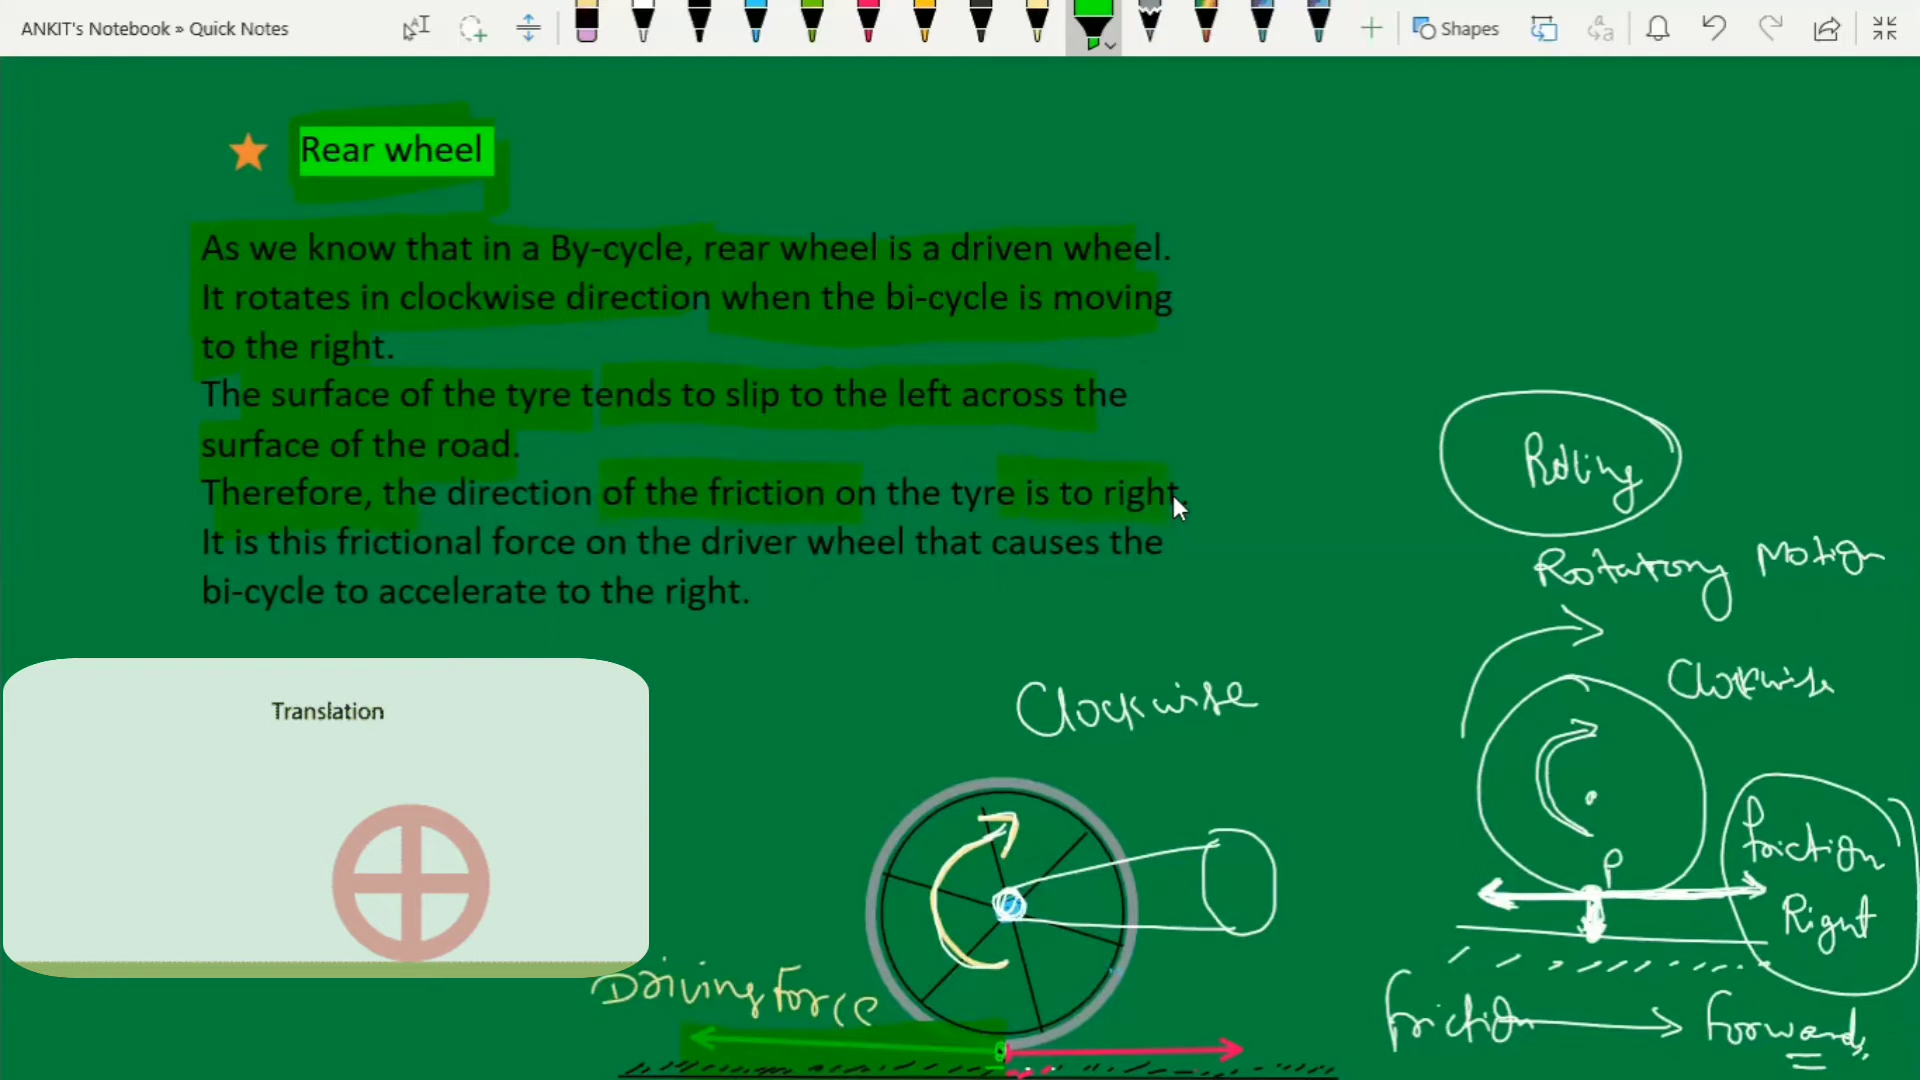 ANKIT's Notebook » Quick Notes
Shapes
Rear wheel
As we know that in a By-cycle, rear wheel is a driven wheel.
It rotates in clockwise direction when the bi-cycle is moving
to the right.
The surface of the tyre tends to slip to the left across the
surface of the road.
Therefore, the direction of the friction on the tyre is to right.
It is this frictional force on the driver wheel that causes the
bi-cycle to accelerate to the right.
Translation
Clockwise
Driving Force
Rolling
Rotatory Motion
Clockwise
P
Friction
Right
Friction
Forward,